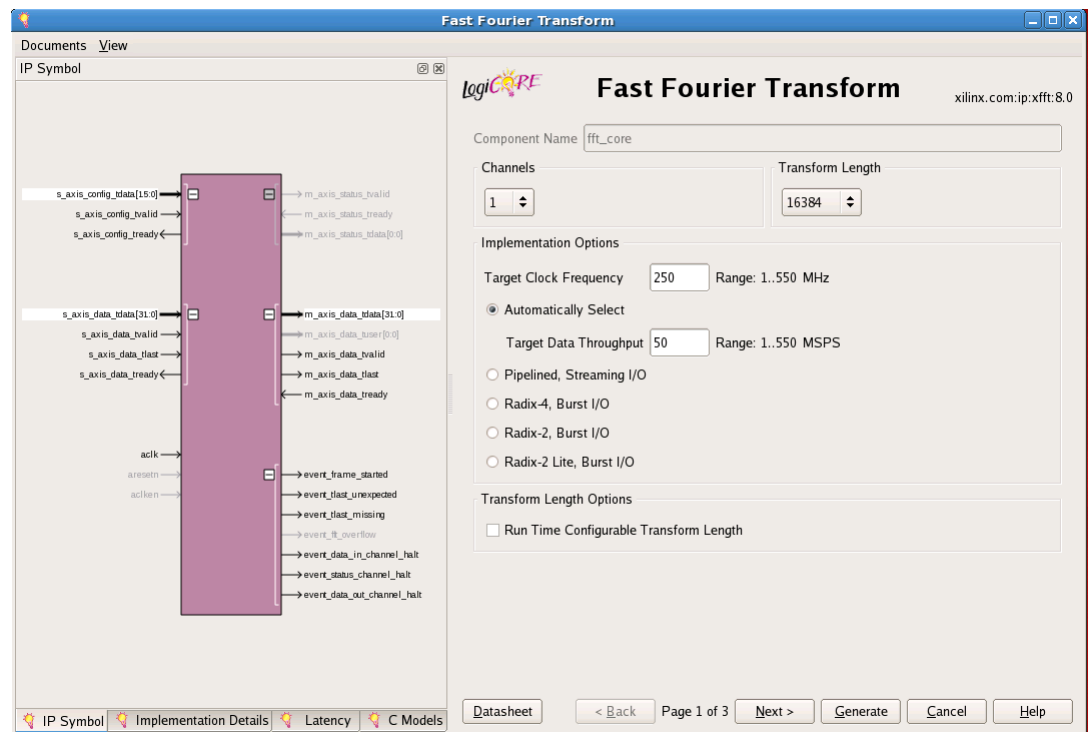 Fast Fourier Transform
Documents View
IP Symbol
s_axis_config_tdata[15:0]
s_axis_config_tvalid
s_axis_config_tready
s_axis_data_tdata[31:0]
s_axis_data_tvalid
s_axis_data_tlast
s_axis_data_tready
aclk
aresetn
aclken
m_axis_status_tvalid
m_axis_status_tready
m_axis_status_tdata[0:0]
m_axis_data_tdata[31:0]
m_axis_data_tuser[0:0]
m_axis_data_tvalid
m_axis_data_tlast
m_axis_data_tready
event_frame_started
event_tlast_unexpected
event_tlast_missing
event_fft_overflow
event_data_in_channel_halt
event_status_channel_halt
event_data_out_channel_halt
IP Symbol Implementation Details Latency C Models
LogiCORE
Fast Fourier Transform
xilinx.com:ip:xfft:8.0
Component Name fft_core
Channels
1
Transform Length
16384
Implementation Options
Target Clock Frequency 250 Range: 1..550 MHz
Automatically Select
Target Data Throughput 50 Range: 1..550 MSPS
Pipelined, Streaming I/O
Radix-4, Burst I/O
Radix-2, Burst I/O
Radix-2 Lite, Burst I/O
Transform Length Options
Run Time Configurable Transform Length
Datasheet < Back Page 1 of 3 Next > Generate Cancel Help